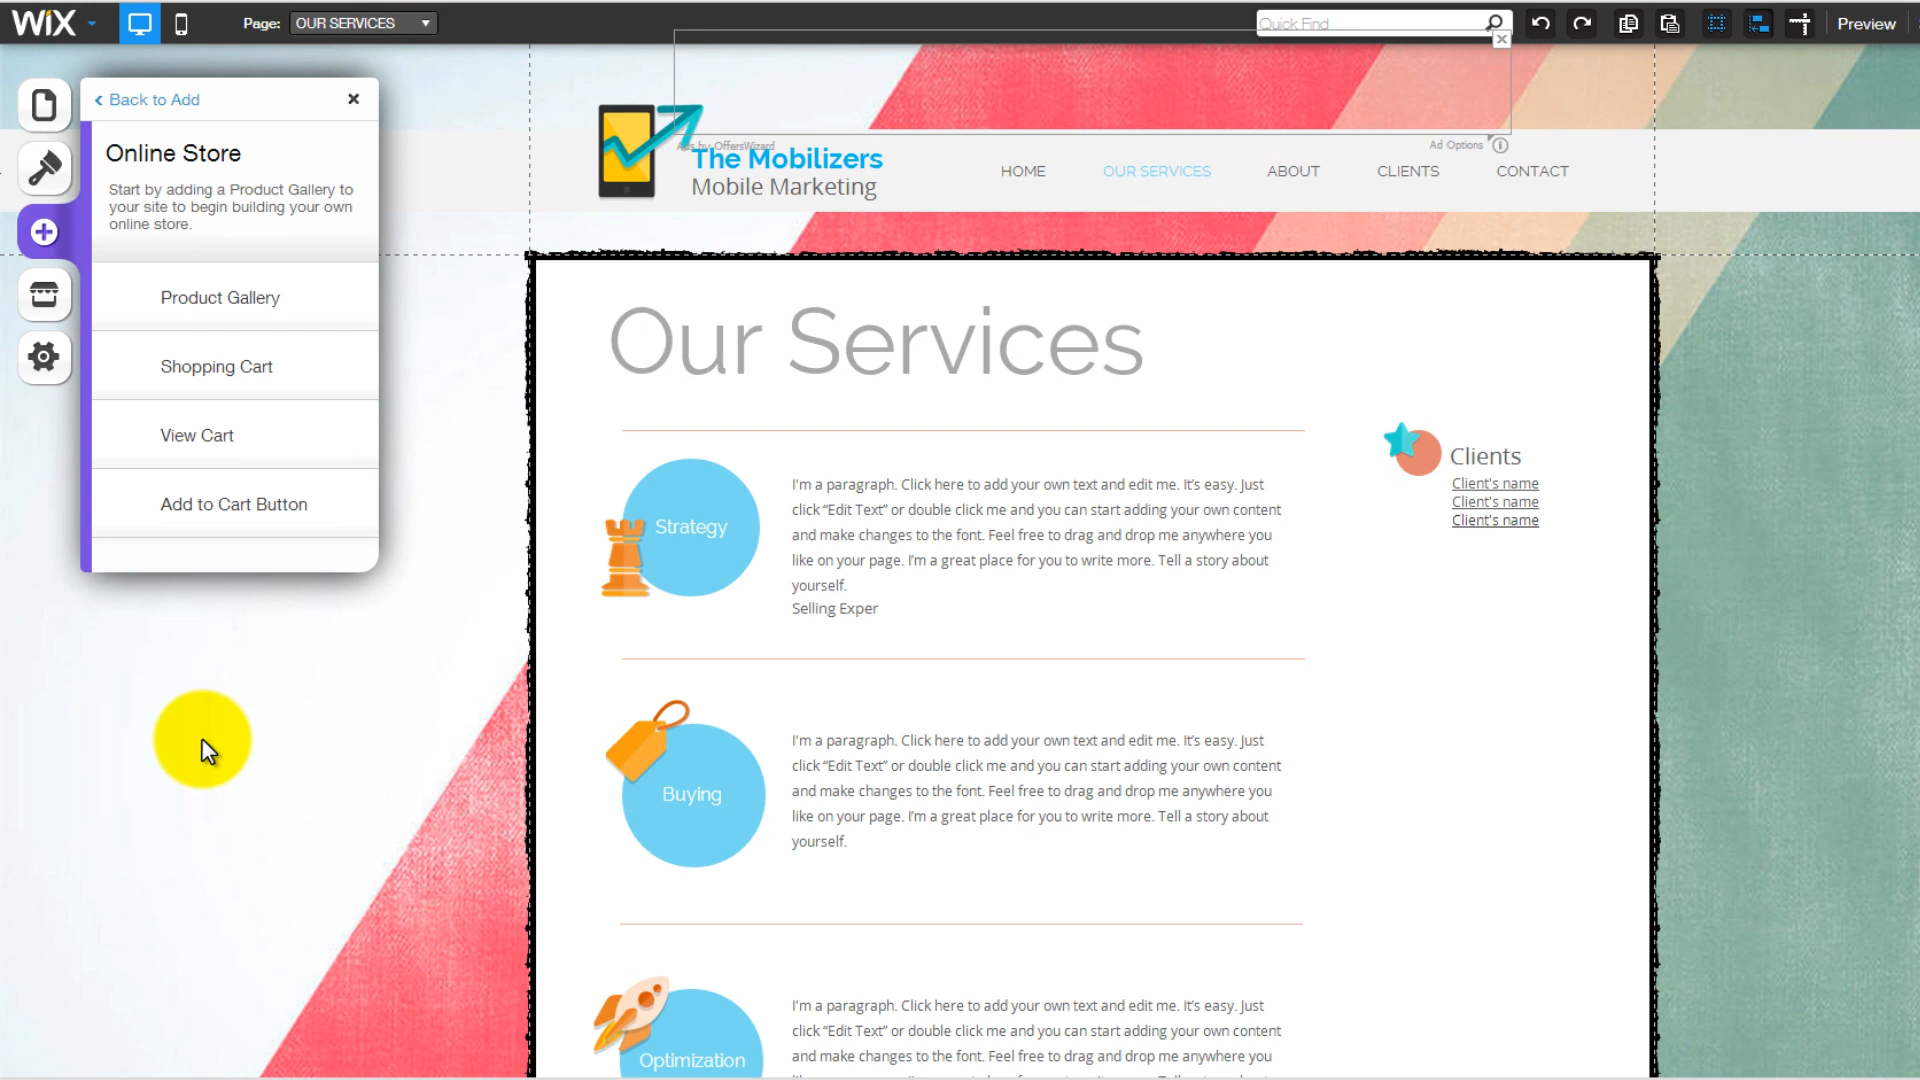 WiX
Page: OUR SERVICES
Quick Find
Preview
Back to Add
Online Store
Start by adding a Product Gallery to
your site to begin building your own
online store.
Product Gallery
Shopping Cart
View Cart
Add to Cart Button
Ads by OffersWizard
Ad Options
The Mobilizers
Mobile Marketing
HOME
OUR SERVICES
ABOUT
CLIENTS
CONTACT
Our Services
Strategy
I'm a paragraph. Click here to add your own text and edit me. It's easy. Just
click “Edit Text” or double click me and you can start adding your own content
and make changes to the font. Feel free to drag and drop me anywhere you
like on your page. I’m a great place for you to write more. Tell a story about
yourself.
Selling Exper
Clients
Client's name
Client's name
Client's name
Buying
I'm a paragraph. Click here to add your own text and edit me. It's easy. Just
click “Edit Text” or double click me and you can start adding your own content
and make changes to the font. Feel free to drag and drop me anywhere you
like on your page. I’m a great place for you to write more. Tell a story about
yourself.
Optimization
I'm a paragraph. Click here to add your own text and edit me. It's easy. Just
click “Edit Text” or double click me and you can start adding your own content
and make changes to the font. Feel free to drag and drop me anywhere you